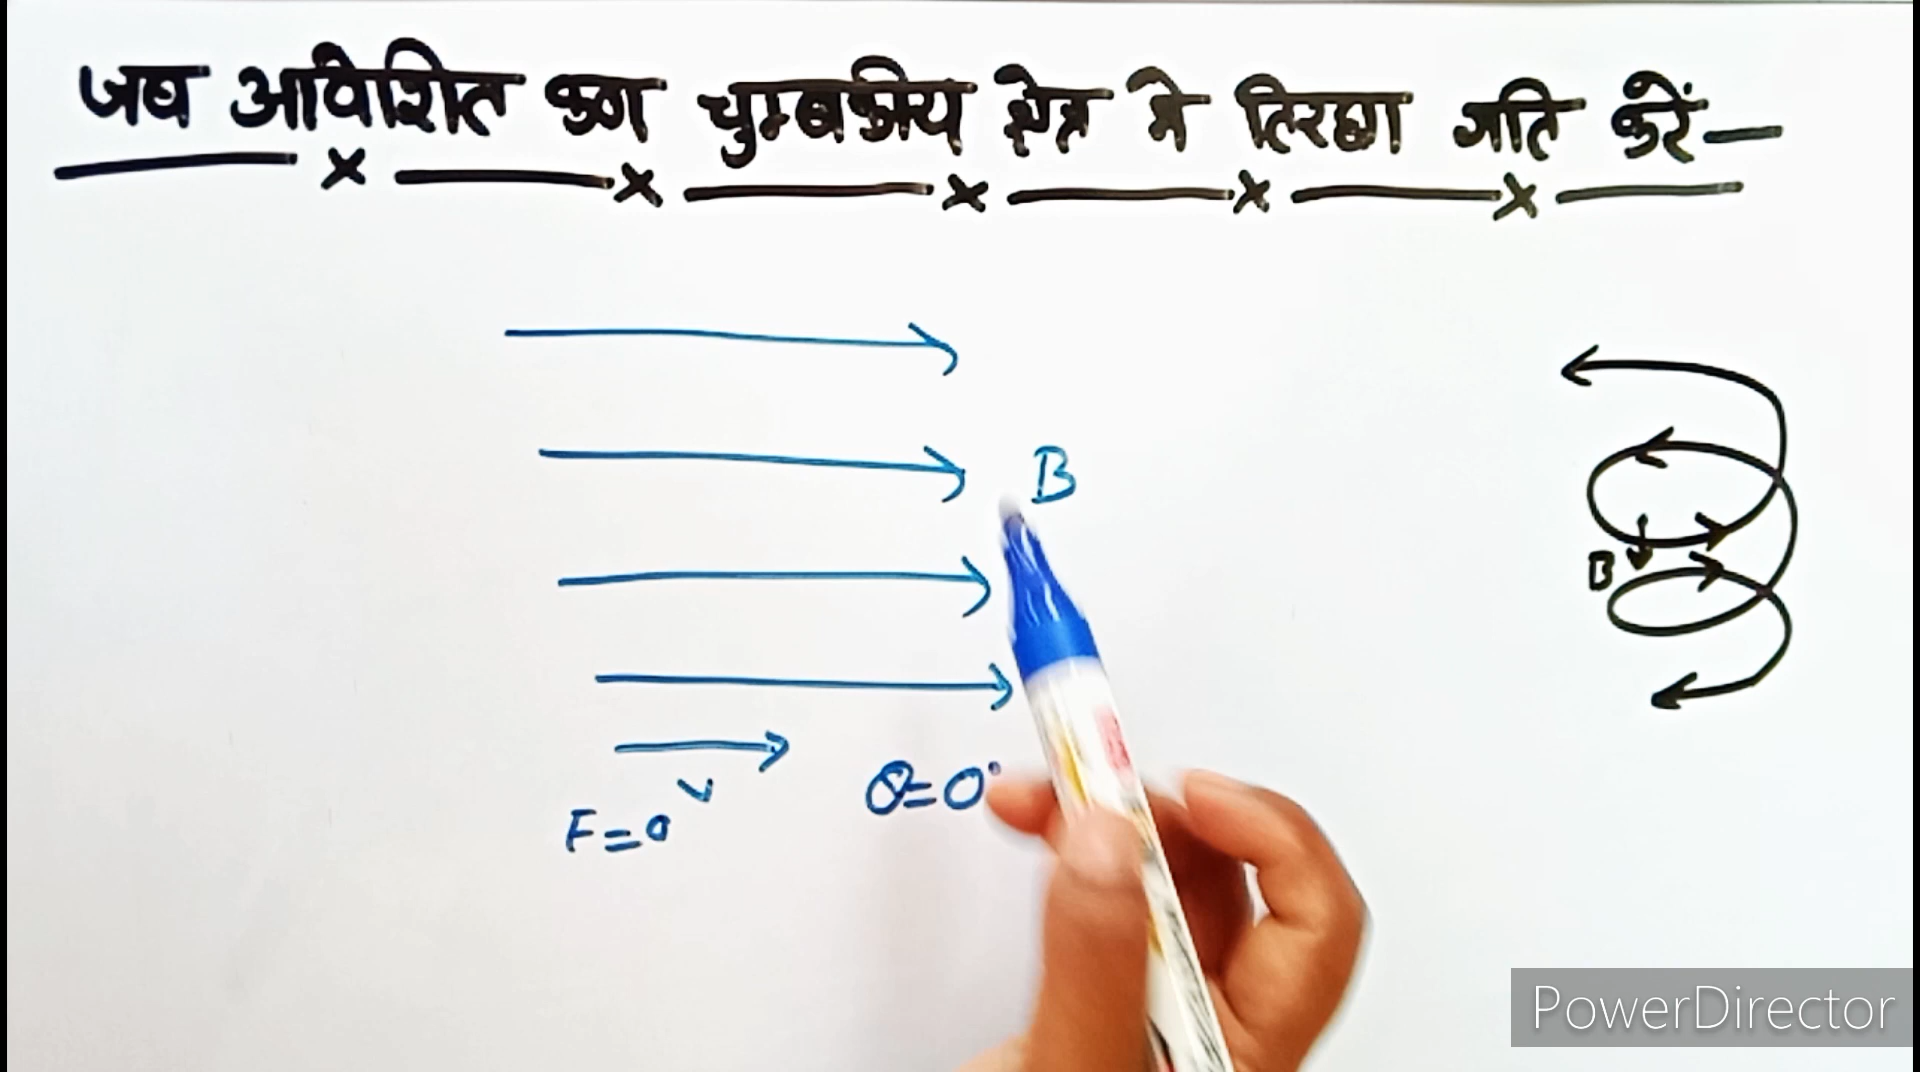 जब आवेशित कण चुम्बकीय क्षेत्र मे तिरछा गति करें—
B
B
v
θ=0°
F=0
PowerDirector